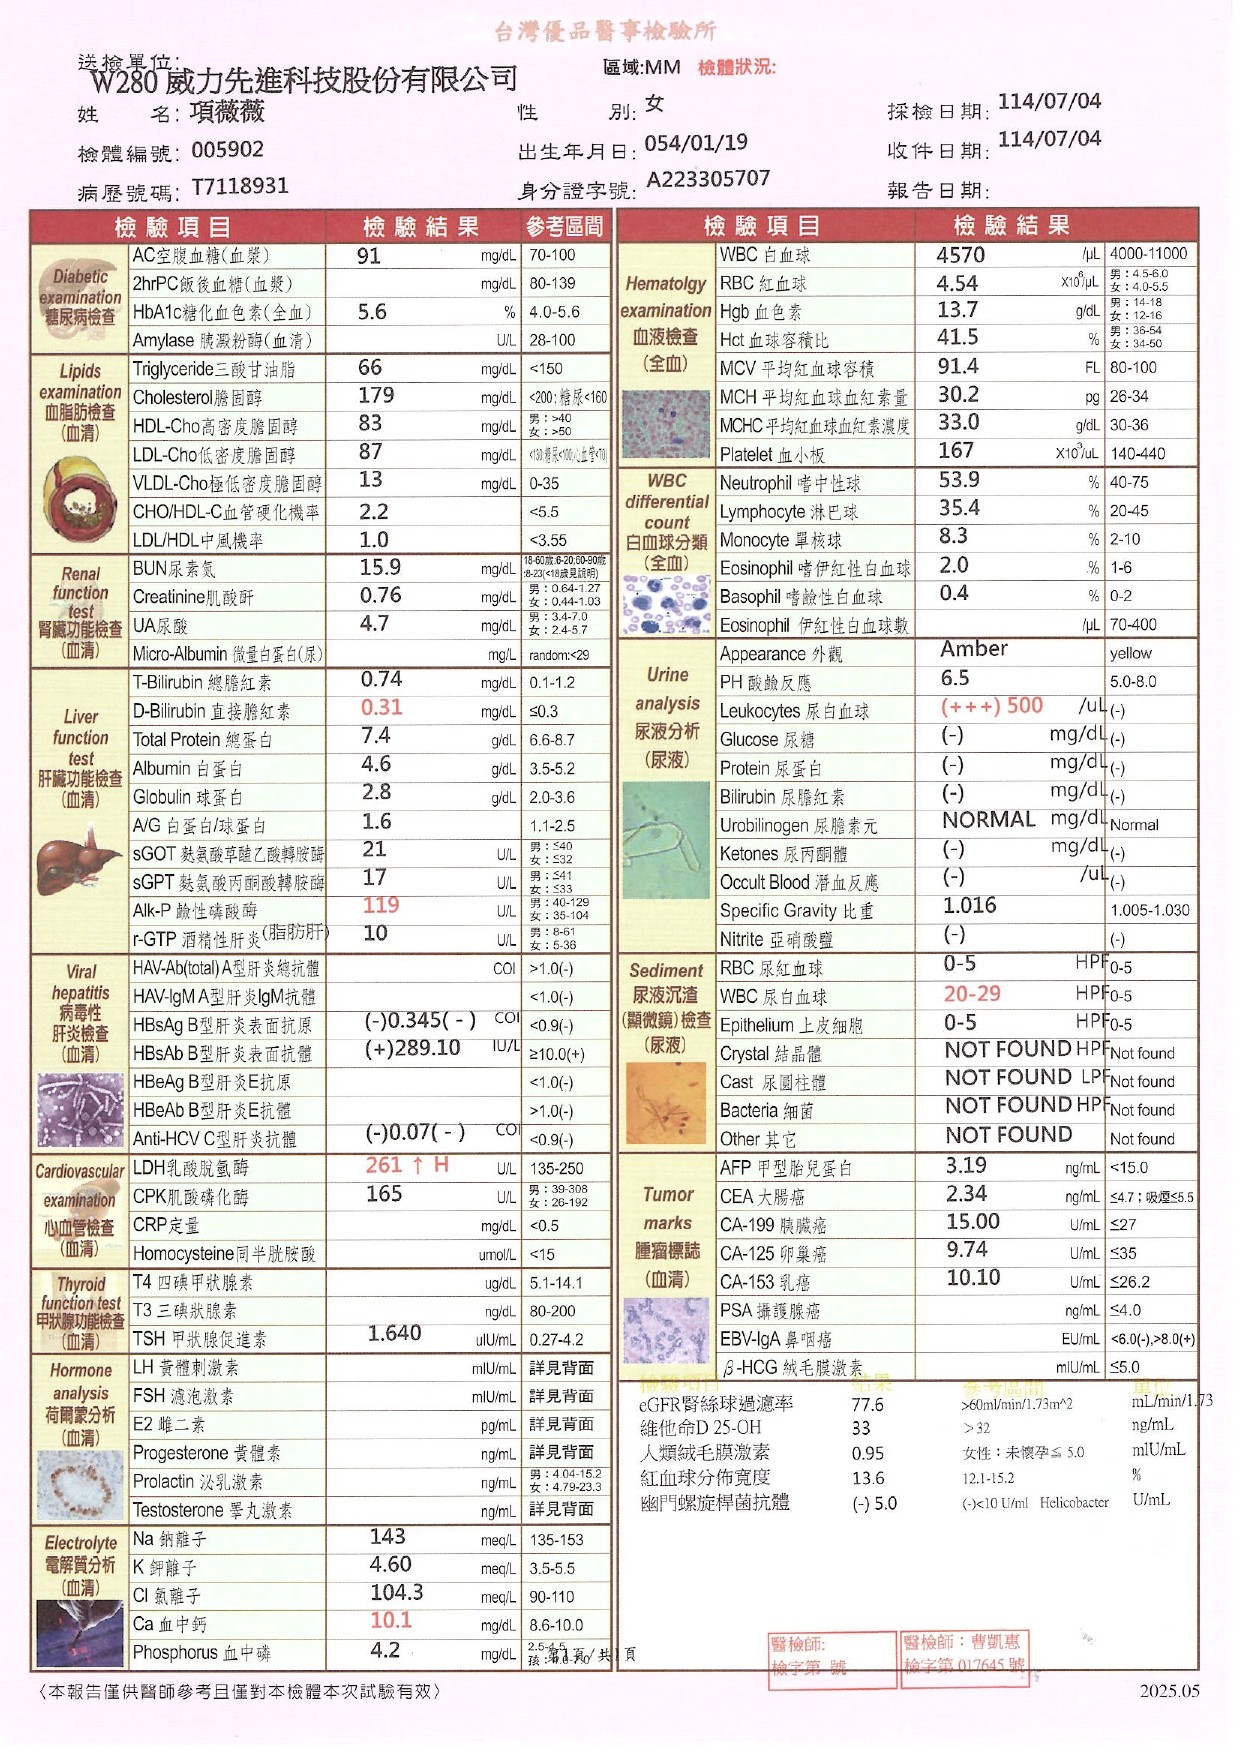 台灣優品醫事檢驗所
送檢單位:
W280 威力先進科技股份有限公司
區域:MM 檢體狀況:
姓 名: 項薇薇
性 別: 女
採檢日期: 114/07/04
檢體編號: 005902
出生年月日: 054/01/19
收件日期: 114/07/04
病歷號碼: T7118931
身分證字號: A223305707
報告日期:
檢驗項目 檢驗結果 參考區間
Diabetic examination 糖尿病檢查
AC空腹血糖(血漿) 91 mg/dL 70-100
2hrPC飯後血糖(血漿) mg/dL 80-139
HbA1c糖化血色素(全血) 5.6 % 4.0-5.6
Amylase 胰澱粉酶(血清) U/L 28-100
Lipids examination 血脂肪檢查 (血清)
Triglyceride三酸甘油脂 66 mg/dL <150
Cholesterol膽固醇 179 mg/dL <200;糖尿<160
HDL-Cho高密度膽固醇 83 mg/dL 男:>40 女:>50
LDL-Cho低密度膽固醇 87 mg/dL <130糖尿<100心血管<70
VLDL-Cho極低密度膽固醇 13 mg/dL 0-35
CHO/HDL-C血管硬化機率 2.2 <5.5
LDL/HDL中風機率 1.0 <3.55
Renal function test 腎臟功能檢查 (血清)
BUN尿素氮 15.9 mg/dL 18-60歲:6-20;60-90歲:8-23(<18歲見說明)
Creatinine肌酸酐 0.76 mg/dL 男:0.64-1.27 女:0.44-1.03
UA尿酸 4.7 mg/dL 男:3.4-7.0 女:2.4-5.7
Micro-Albumin 微量白蛋白(尿) mg/L random:<29
Liver function test 肝臟功能檢查 (血清)
T-Bilirubin 總膽紅素 0.74 mg/dL 0.1-1.2
D-Bilirubin 直接膽紅素 0.31 mg/dL ≤0.3
Total Protein 總蛋白 7.4 g/dL 6.6-8.7
Albumin 白蛋白 4.6 g/dL 3.5-5.2
Globulin 球蛋白 2.8 g/dL 2.0-3.6
A/G 白蛋白/球蛋白 1.6 1.1-2.5
sGOT 麩氨酸草醯乙酸轉胺酶 21 U/L 男:≤40 女:≤32
sGPT 麩氨酸丙酮酸轉胺酶 17 U/L 男:≤41 女:≤33
Alk-P 鹼性磷酸酶 119 U/L 男:40-129 女:35-104
r-GTP 酒精性肝炎(脂肪肝) 10 U/L 男:8-61 女:5-36
Viral hepatitis 病毒性肝炎檢查 (血清)
HAV-Ab(total) A型肝炎總抗體 COI >1.0(-)
HAV-IgM A型肝炎IgM抗體 <1.0(-)
HBsAg B型肝炎表面抗原 (-)0.345( - ) COI <0.9(-)
HBsAb B型肝炎表面抗體 (+)289.10 IU/L ≥10.0(+)
HBeAg B型肝炎E抗原 <1.0(-)
HBeAb B型肝炎E抗體 >1.0(-)
Anti-HCV C型肝炎抗體 (-)0.07( - ) COI <0.9(-)
Cardiovascular examination 心血管檢查 (血清)
LDH乳酸脫氫酶 261 ↑ H U/L 135-250
CPK肌酸磷化酶 165 U/L 男:39-308 女:26-192
CRP定量 mg/dL <0.5
Homocysteine同半胱胺酸 umol/L <15
Thyroid function test 甲狀腺功能檢查 (血清)
T4 四碘甲狀腺素 ug/dL 5.1-14.1
T3 三碘狀腺素 ng/dL 80-200
TSH 甲狀腺促進素 1.640 uIU/mL 0.27-4.2
Hormone analysis 荷爾蒙分析 (血清)
LH 黃體刺激素 mIU/mL 詳見背面
FSH 濾泡激素 mIU/mL 詳見背面
E2 雌二素 pg/mL 詳見背面
Progesterone 黃體素 ng/mL 詳見背面
Prolactin 泌乳激素 ng/mL 男:4.04-15.2 女:4.79-23.3
Testosterone 睪丸激素 ng/mL 詳見背面
Electrolyte 電解質分析 (血清)
Na 鈉離子 143 meq/L 135-153
K 鉀離子 4.60 meq/L 3.5-5.5
Cl 氯離子 104.3 meq/L 90-110
Ca 血中鈣 10.1 mg/dL 8.6-10.0
Phosphorus 血中磷 4.2 mg/dL 2.5-4.5
檢驗項目 檢驗結果
Hematolgy examination 血液檢查 (全血)
WBC 白血球 4570 /μL 4000-11000
RBC 紅血球 4.54 X10⁶/μL 男:4.5-6.0 女:4.0-5.5
Hgb 血色素 13.7 g/dL 男:14-18 女:12-16
Hct 血球容積比 41.5 % 男:36-54 女:34-50
MCV 平均紅血球容積 91.4 FL 80-100
MCH 平均紅血球血紅素量 30.2 pg 26-34
MCHC平均紅血球血紅素濃度 33.0 g/dL 30-36
Platelet 血小板 167 X10³/uL 140-440
WBC differential count 白血球分類 (全血)
Neutrophil 嗜中性球 53.9 % 40-75
Lymphocyte 淋巴球 35.4 % 20-45
Monocyte 單核球 8.3 % 2-10
Eosinophil 嗜伊紅性白血球 2.0 % 1-6
Basophil 嗜鹼性白血球 0.4 % 0-2
Eosinophil 伊紅性白血球數 /μL 70-400
Urine analysis 尿液分析 (尿液)
Appearance 外觀 Amber yellow
PH 酸鹼反應 6.5 5.0-8.0
Leukocytes 尿白血球 (+++) 500 /uL (-)
Glucose 尿糖 (-) mg/dL (-)
Protein 尿蛋白 (-) mg/dL (-)
Bilirubin 尿膽紅素 (-) mg/dL (-)
Urobilinogen 尿膽素元 NORMAL mg/dL Normal
Ketones 尿丙酮體 (-) mg/dL (-)
Occult Blood 潛血反應 (-) /uL (-)
Specific Gravity 比重 1.016 1.005-1.030
Nitrite 亞硝酸鹽 (-) (-)
Sediment 尿液沉渣 (顯微鏡)檢查 (尿液)
RBC 尿紅血球 0-5 HPF 0-5
WBC 尿白血球 20-29 HPF 0-5
Epithelium 上皮細胞 0-5 HPF 0-5
Crystal 結晶體 NOT FOUND HPF Not found
Cast 尿圓柱體 NOT FOUND LPF Not found
Bacteria 細菌 NOT FOUND HPF Not found
Other 其它 NOT FOUND Not found
Tumor marks 腫瘤標誌 (血清)
AFP 甲型胎兒蛋白 3.19 ng/mL <15.0
CEA 大腸癌 2.34 ng/mL ≤4.7;吸煙≤5.5
CA-199 胰臟癌 15.00 U/mL ≤27
CA-125 卵巢癌 9.74 U/mL ≤35
CA-153 乳癌 10.10 U/mL ≤26.2
PSA 攝護腺癌 ng/mL ≤4.0
EBV-IgA 鼻咽癌 EU/mL <6.0(-),>8.0(+)
β-HCG 絨毛膜激素 mIU/mL ≤5.0
檢驗項目 結果 參考區間 單位
eGFR腎絲球過濾率 77.6 >60ml/min/1.73m^2 mL/min/1.73
維他命D 25-OH 33 >32 ng/mL
人類絨毛膜激素 0.95 女性:未懷孕≦ 5.0 mIU/mL
紅血球分佈寬度 13.6 12.1-15.2 %
幽門螺旋桿菌抗體 (-) 5.0 (-)<10 U/ml Helicobacter U/mL
第1頁/共1頁
醫檢師:
檢字第 號
醫檢師:曹凱惠
檢字第 017645 號
〈本報告僅供醫師參考且僅對本檢體本次試驗有效〉
2025.05